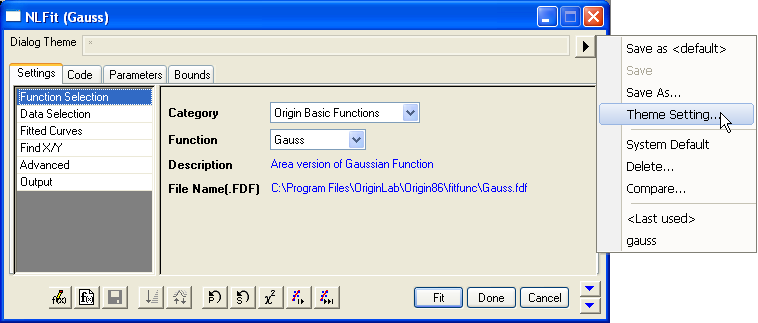 NLFit (Gauss)
Dialog Theme
*
Save as <default>
Save
Save As...
Theme Setting...
System Default
Delete...
Compare...
<Last used>
gauss
Settings
Code
Parameters
Bounds
Function Selection
Data Selection
Fitted Curves
Find X/Y
Advanced
Output
Category
Origin Basic Functions
Function
Gauss
Description
Area version of Gaussian Function
File Name(.FDF)
C:\Program Files\OriginLab\Origin86\fitfunc\Gauss.fdf
Fit
Done
Cancel